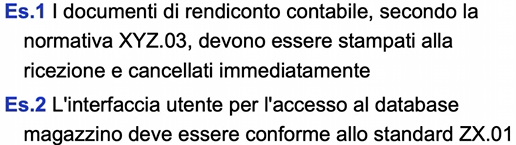 Es.1 I documenti di rendiconto contabile, secondo la
normativa XYZ.03, devono essere stampati alla
ricezione e cancellati immediatamente
Es.2 L'interfaccia utente per l'accesso al database
magazzino deve essere conforme allo standard ZX.01